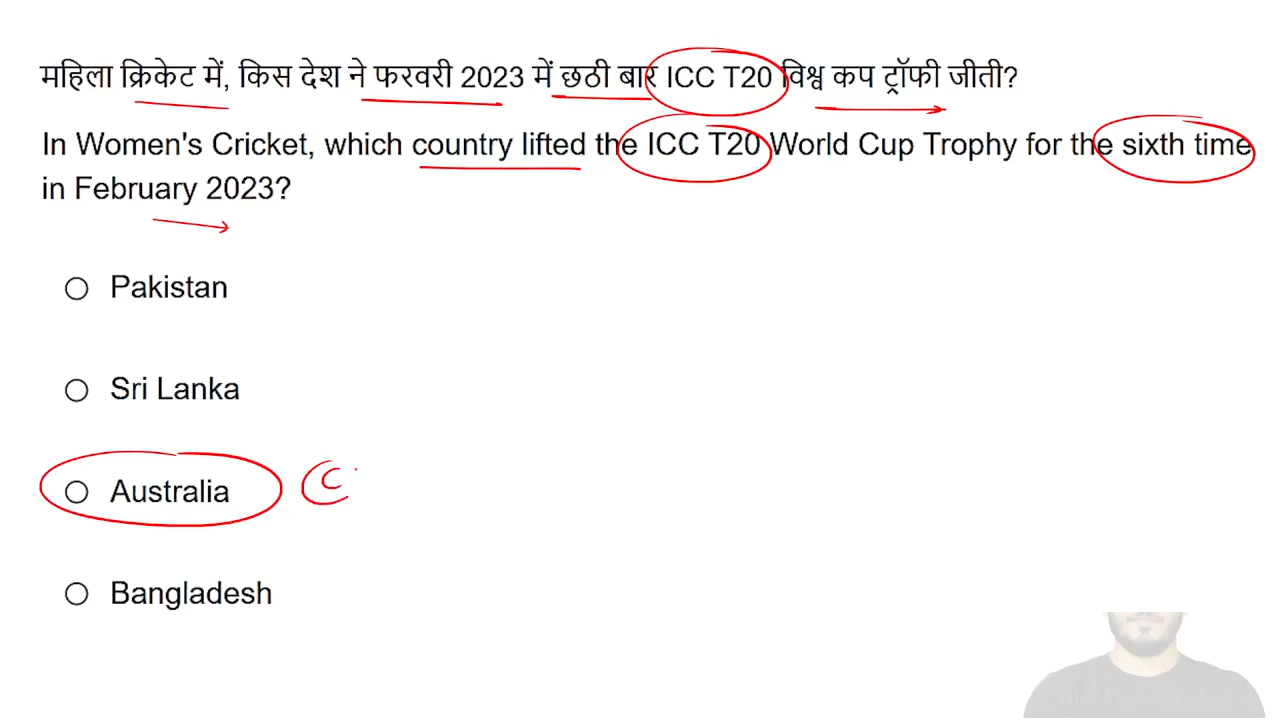 महिला क्रिकेट में, किस देश ने फरवरी 2023 में छठी बार ICC T20 विश्व कप ट्रॉफी जीती?
In Women's Cricket, which country lifted the ICC T20 World Cup Trophy for the sixth time
in February 2023?
Pakistan
Sri Lanka
Australia
Bangladesh